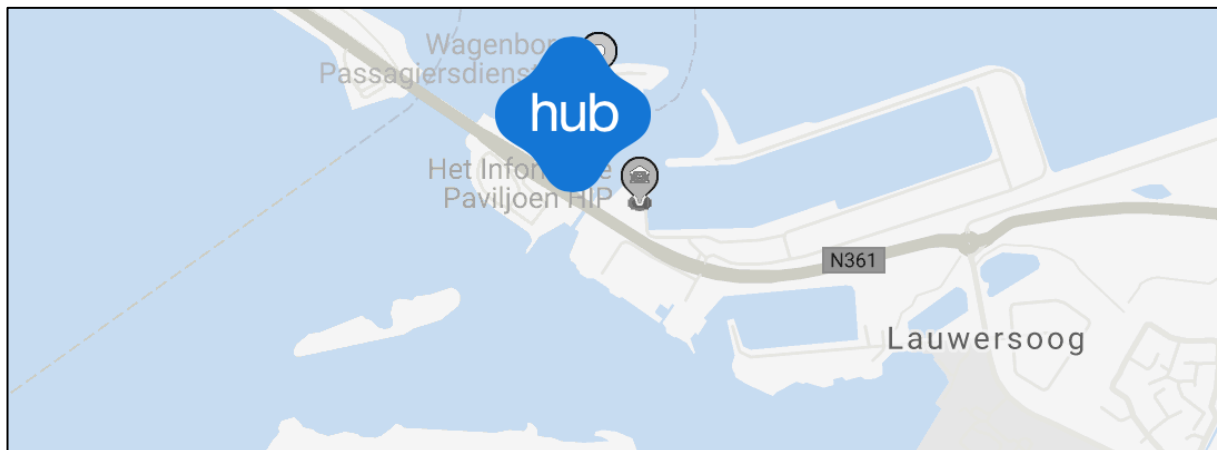 Wagenbor
Passagiersdienst
hub
Het Infor e
Paviljoen HIP
N361
Lauwersoog